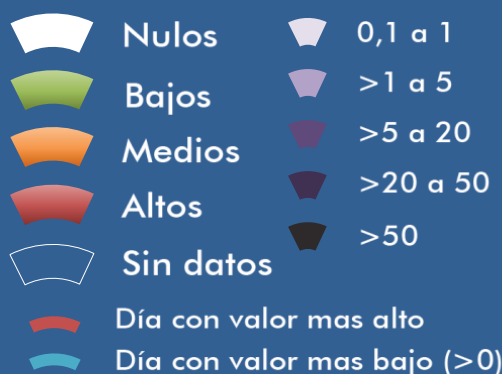 Nulos
Bajos
Medios
Altos
Sin datos
0,1 a 1
>1 a 5
>5 a 20
>20 a 50
>50
Día con valor mas alto
Día con valor mas bajo (>0)